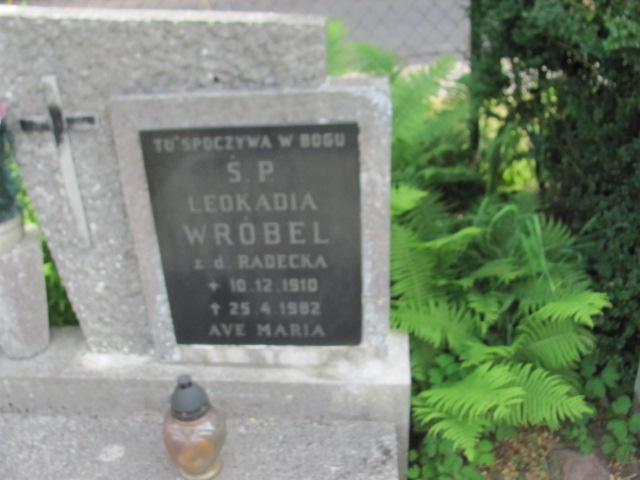 TU SPOCZYWA W BOGU
Ś.P.
LEOKADIA
WRÓBEL
z d. RADECKA
+ 10.12.1910
† 25.4.1982
AVE MARIA